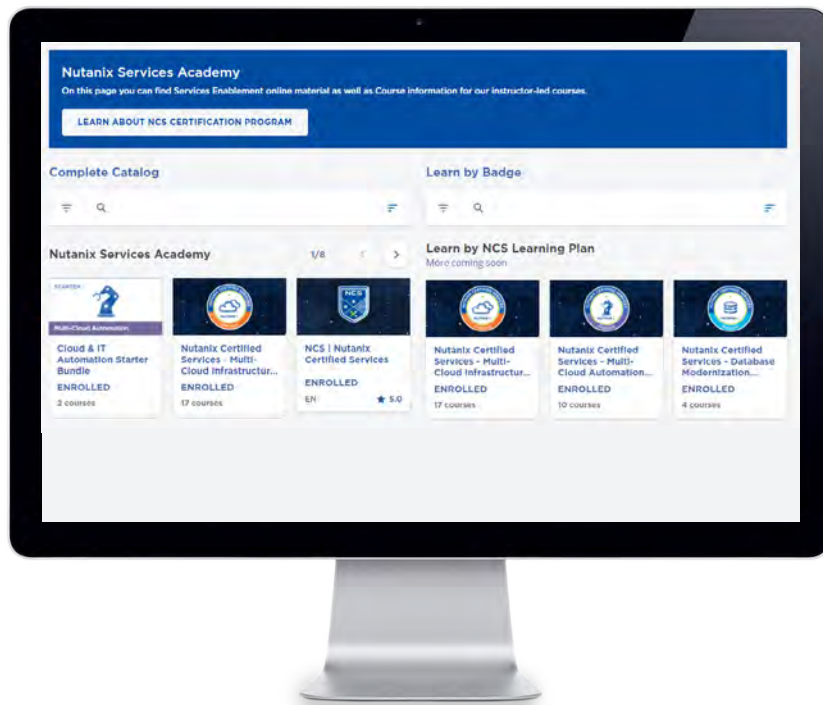 Nutanix Services Academy
On this page you can find Services Enablement online material as well as Course information for our instructor-led courses.
LEARN ABOUT NCS CERTIFICATION PROGRAM
Complete Catalog
Nutanix Services Academy
1/8
STARTER
Multi-Cloud Automation
Cloud & IT
Automation Starter
Bundle
ENROLLED
2 courses
Nutanix Certified
Services - Multi-
Cloud Infrastructur...
ENROLLED
17 courses
NCS
NCS | Nutanix
Certified Services
ENROLLED
EN
5.0
Learn by Badge
Learn by NCS Learning Plan
More coming soon
Nutanix Certified
Services - Multi-
Cloud Infrastructur...
ENROLLED
17 courses
Nutanix Certified
Services - Multi-
Cloud Automation...
ENROLLED
10 courses
Nutanix Certified
Services - Database
Modernization...
ENROLLED
4 courses